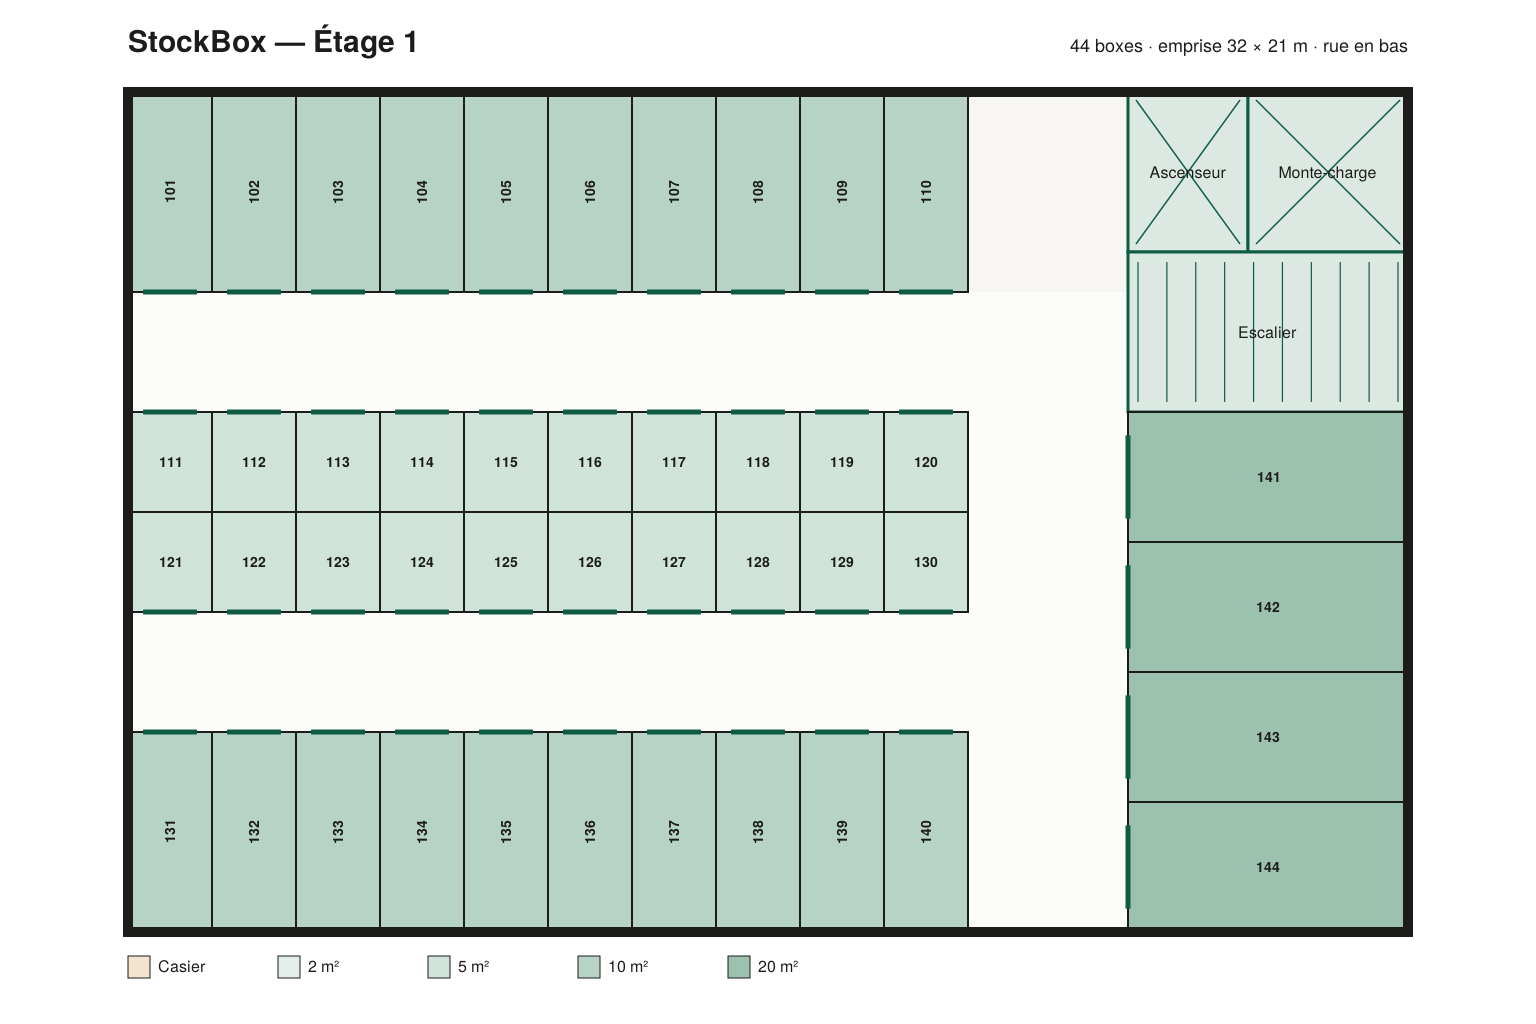 StockBox — Étage 1
44 boxes · emprise 32 × 21 m · rue en bas
101 102 103 104 105 106 107 108 109 110
Ascenseur Monte-charge
Escalier
111 112 113 114 115 116 117 118 119 120
121 122 123 124 125 126 127 128 129 130
131 132 133 134 135 136 137 138 139 140
141
142
143
144
Casier 2 m² 5 m² 10 m² 20 m²